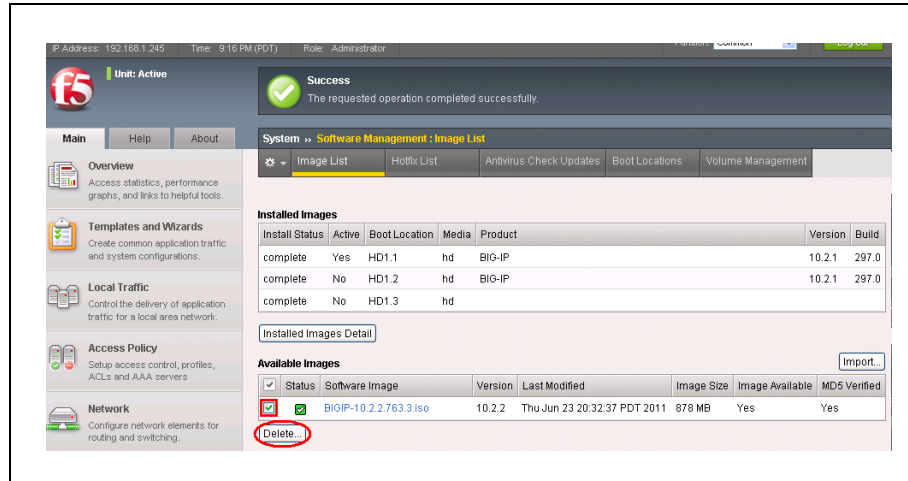 IP Address: 192.168.1.245 Time: 9:16 PM (PDT) Role: Administrator Partition: Common Log out
f5
Unit: Active
Success
The requested operation completed successfully.
Main Help About
System ›› Software Management : Image List
Image List Hotfix List Antivirus Check Updates Boot Locations Volume Management
Overview
Access statistics, performance
graphs, and links to helpful tools.
Templates and Wizards
Create common application traffic
and system configurations.
Local Traffic
Control the delivery of application
traffic for a local area network.
Access Policy
Setup access control, profiles,
ACLs and AAA servers
Network
Configure network elements for
routing and switching.
Installed Images
Install Status Active Boot Location Media Product Version Build
complete Yes HD1.1 hd BIG-IP 10.2.1 297.0
complete No HD1.2 hd BIG-IP 10.2.1 297.0
complete No HD1.3 hd
Installed Images Detail
Available Images Import...
Status Software Image Version Last Modified Image Size Image Available MD5 Verified
BIGIP-10.2.2.763.3.iso 10.2.2 Thu Jun 23 20:32:37 PDT 2011 878 MB Yes Yes
Delete...